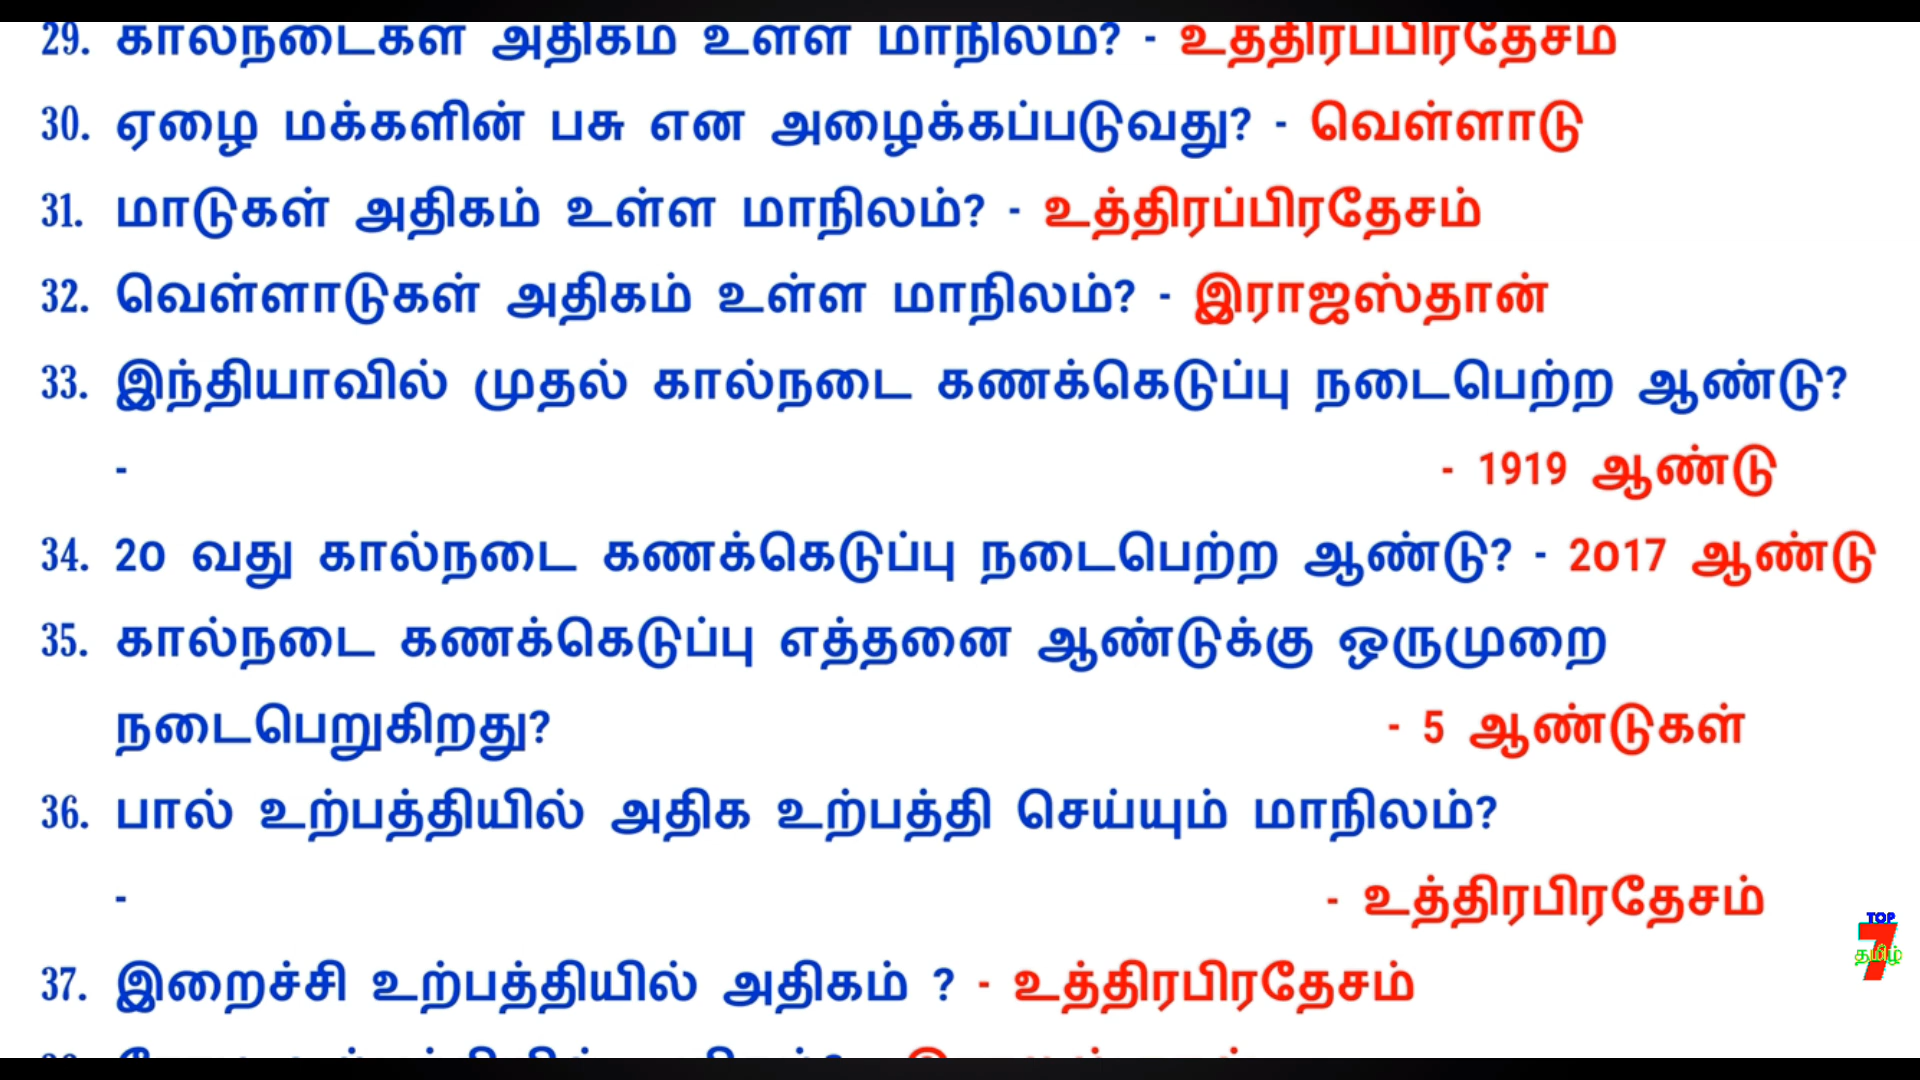 29. கால்நடைகள் அதிகம் உள்ள மாநிலம்? - உத்திரப்பிரதேசம்
30. ஏழை மக்களின் பசு என அழைக்கப்படுவது? - வெள்ளாடு
31. மாடுகள் அதிகம் உள்ள மாநிலம்? - உத்திரப்பிரதேசம்
32. வெள்ளாடுகள் அதிகம் உள்ள மாநிலம்? - இராஜஸ்தான்
33. இந்தியாவில் முதல் கால்நடை கணக்கெடுப்பு நடைபெற்ற ஆண்டு?
- - 1919 ஆண்டு
34. 20 வது கால்நடை கணக்கெடுப்பு நடைபெற்ற ஆண்டு? - 2017 ஆண்டு
35. கால்நடை கணக்கெடுப்பு எத்தனை ஆண்டுக்கு ஒருமுறை
நடைபெறுகிறது? - 5 ஆண்டுகள்
36. பால் உற்பத்தியில் அதிக உற்பத்தி செய்யும் மாநிலம்?
- - உத்திரபிரதேசம்
37. இறைச்சி உற்பத்தியில் அதிகம் ? - உத்திரபிரதேசம்
TOP
7
தமிழ்